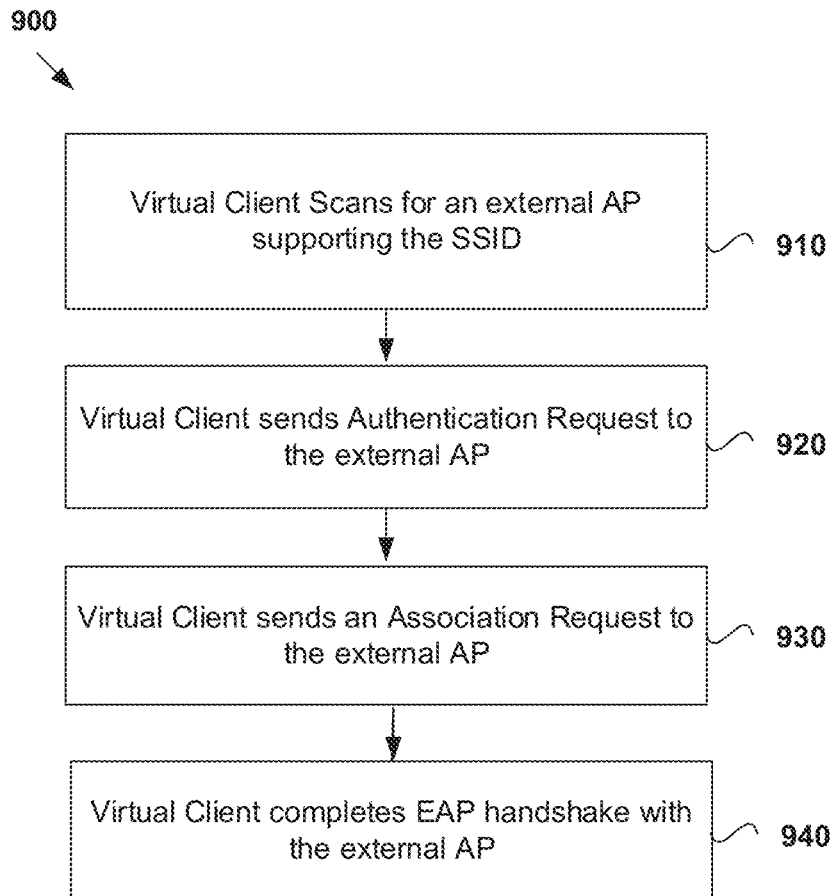 900
Virtual Client Scans for an external AP
supporting the SSID
910
Virtual Client sends Authentication Request to
the external AP
920
Virtual Client sends an Association Request to
the external AP
930
Virtual Client completes EAP handshake with
the external AP
940